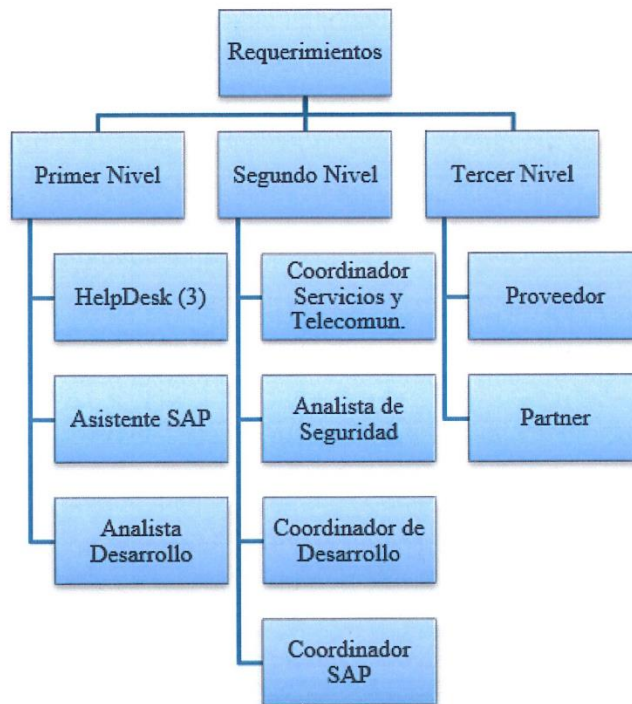 Requerimientos
Primer Nivel
Segundo Nivel
Tercer Nivel
HelpDesk (3)
Coordinador
Servicios y
Telecomun.
Proveedor
Asistente SAP
Analista de
Seguridad
Partner
Analista
Desarrollo
Coordinador de
Desarrollo
Coordinador
SAP